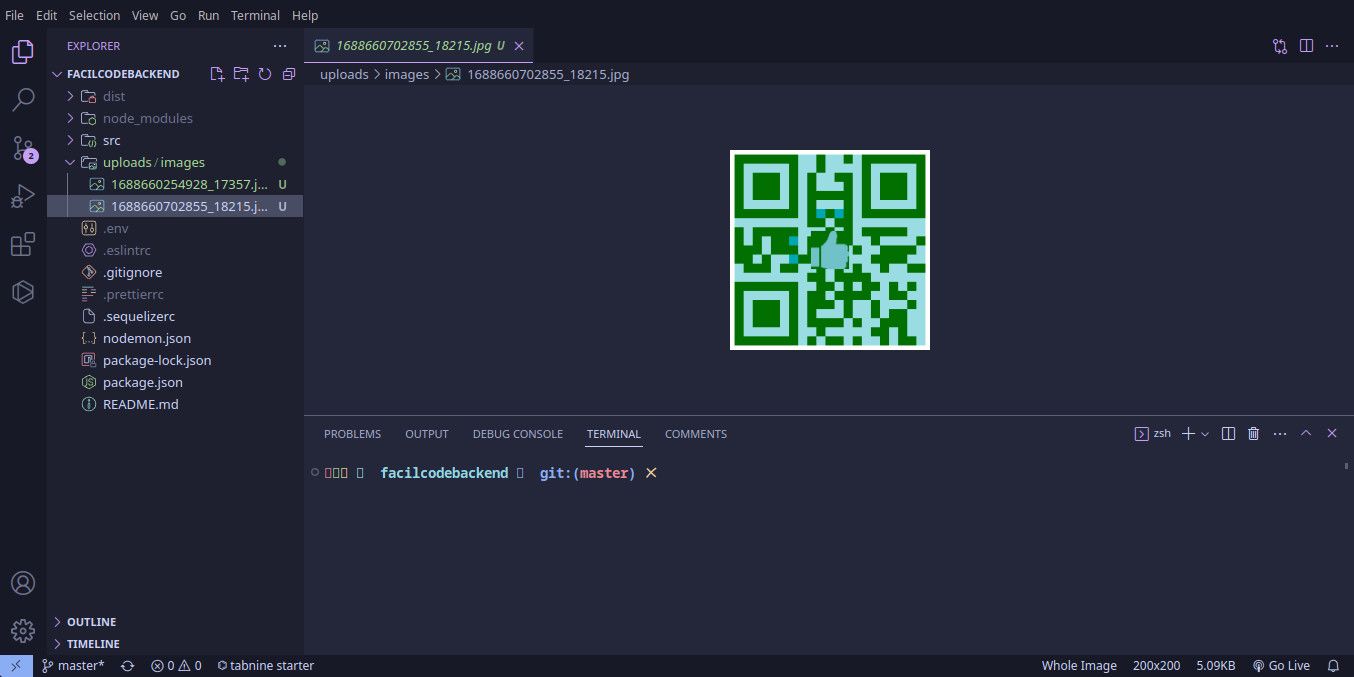 File Edit Selection View Go Run Terminal Help
EXPLORER
1688660702855_18215.jpg U
FACILCODEBACKEND
uploads > images > 1688660702855_18215.jpg
dist
node_modules
src
uploads / images
1688660254928_17357.j... U
1688660702855_18215.j... U
.env
.eslintrc
.gitignore
.prettierrc
.sequelizerc
nodemon.json
package-lock.json
package.json
README.md
PROBLEMS OUTPUT DEBUG CONSOLE TERMINAL COMMENTS
zsh
facilcodebackend git:(master)
OUTLINE
TIMELINE
master* 0 0 tabnine starter Whole Image 200x200 5.09KB Go Live
2